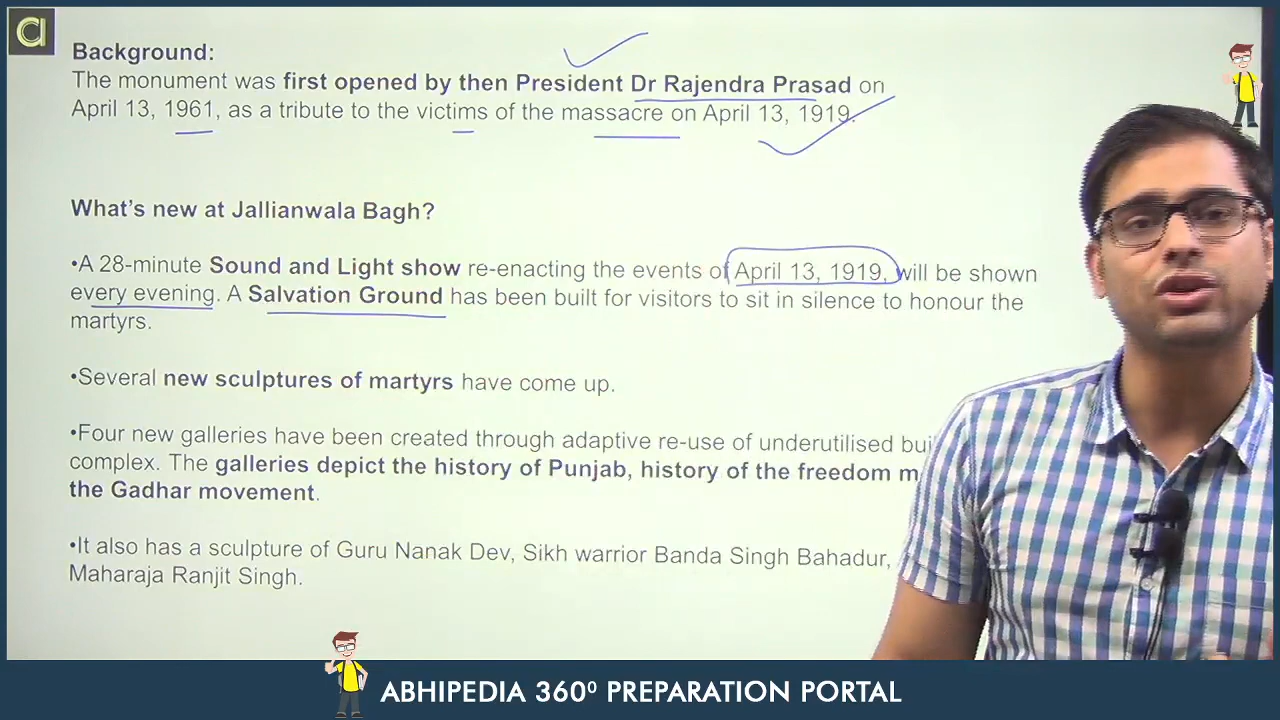 a
Background:
The monument was first opened by then President Dr Rajendra Prasad on
April 13, 1961, as a tribute to the victims of the massacre on April 13, 1919.
What's new at Jallianwala Bagh?
•A 28-minute Sound and Light show re-enacting the events of April 13, 1919, will be shown
every evening. A Salvation Ground has been built for visitors to sit in silence to honour the
martyrs.
•Several new sculptures of martyrs have come up.
•Four new galleries have been created through adaptive re-use of underutilised
complex. The galleries depict the history of Punjab, history of the freedom
the Gadhar movement.
•It also has a sculpture of Guru Nanak Dev, Sikh warrior Banda Singh Bahadur,
Maharaja Ranjit Singh.
ABHIPEDIA 360⁰ PREPARATION PORTAL